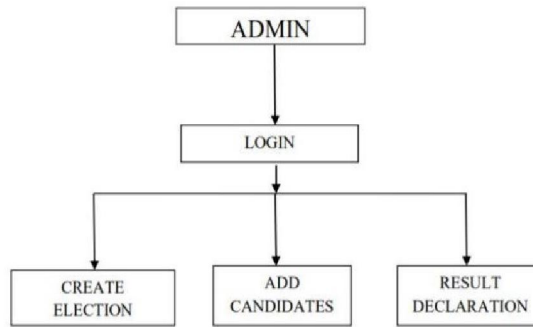 ADMIN
LOGIN
CREATE
ELECTION
ADD
CANDIDATES
RESULT
DECLARATION